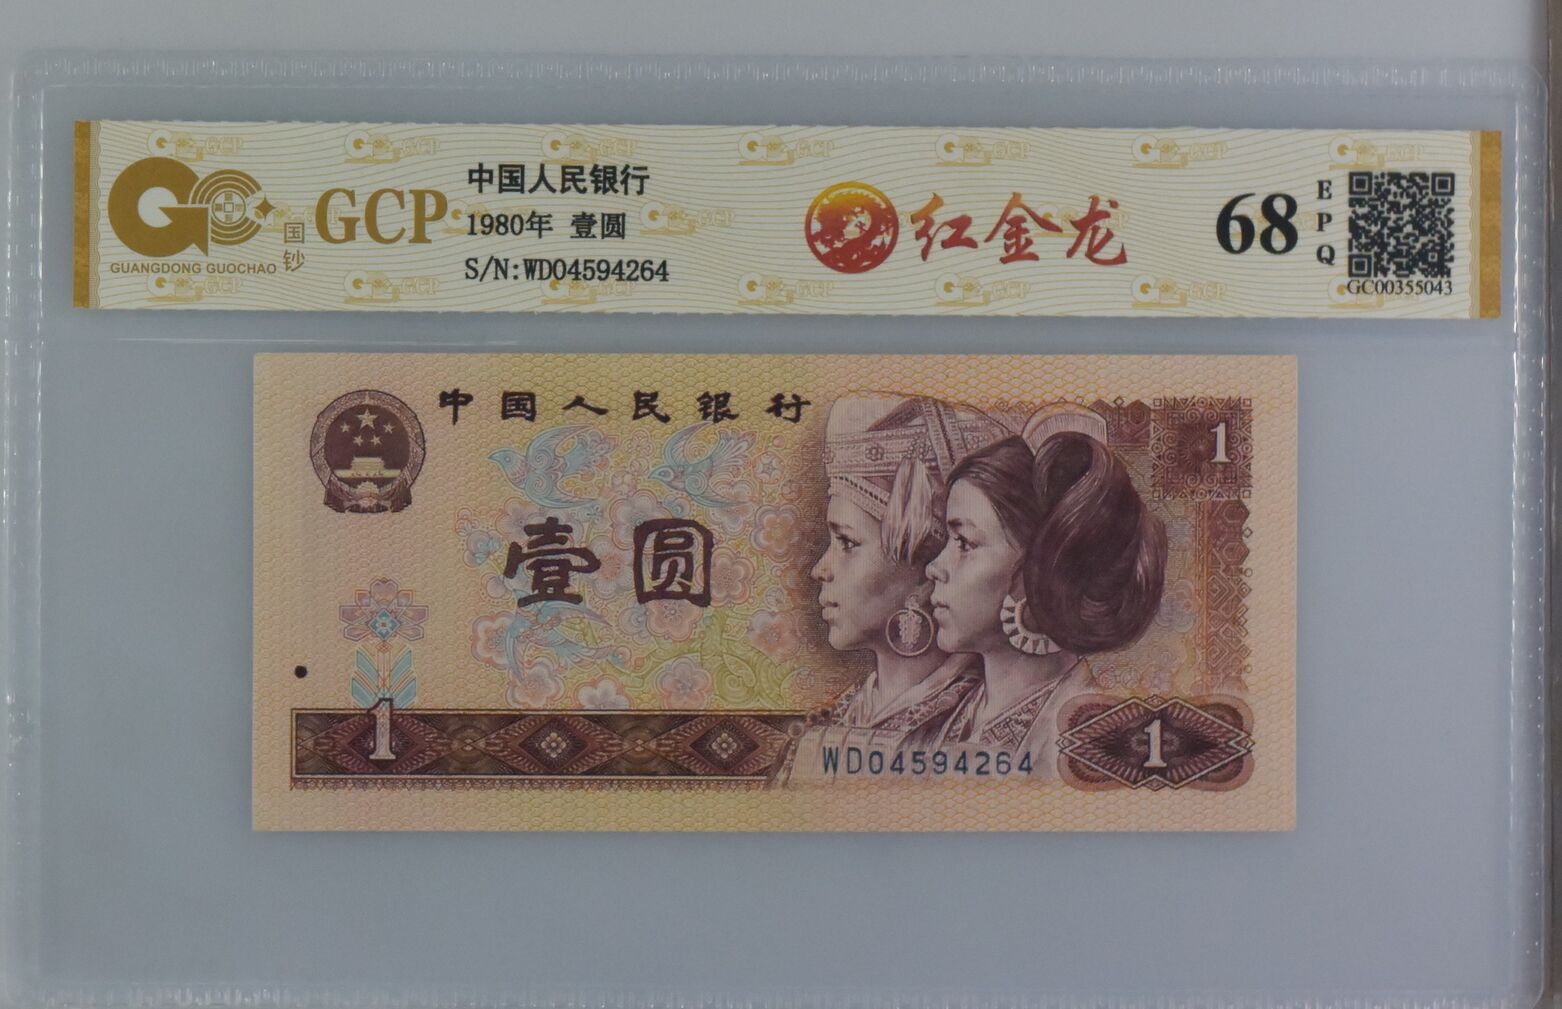 国钞
GUANGDONG GUOCHAO
GCP
中国人民银行
1980年 壹圆
S/N:WD04594264
红金龙
68
EPQ
GC00355043
中国人民银行
1
壹圆
1
WD04594264
1